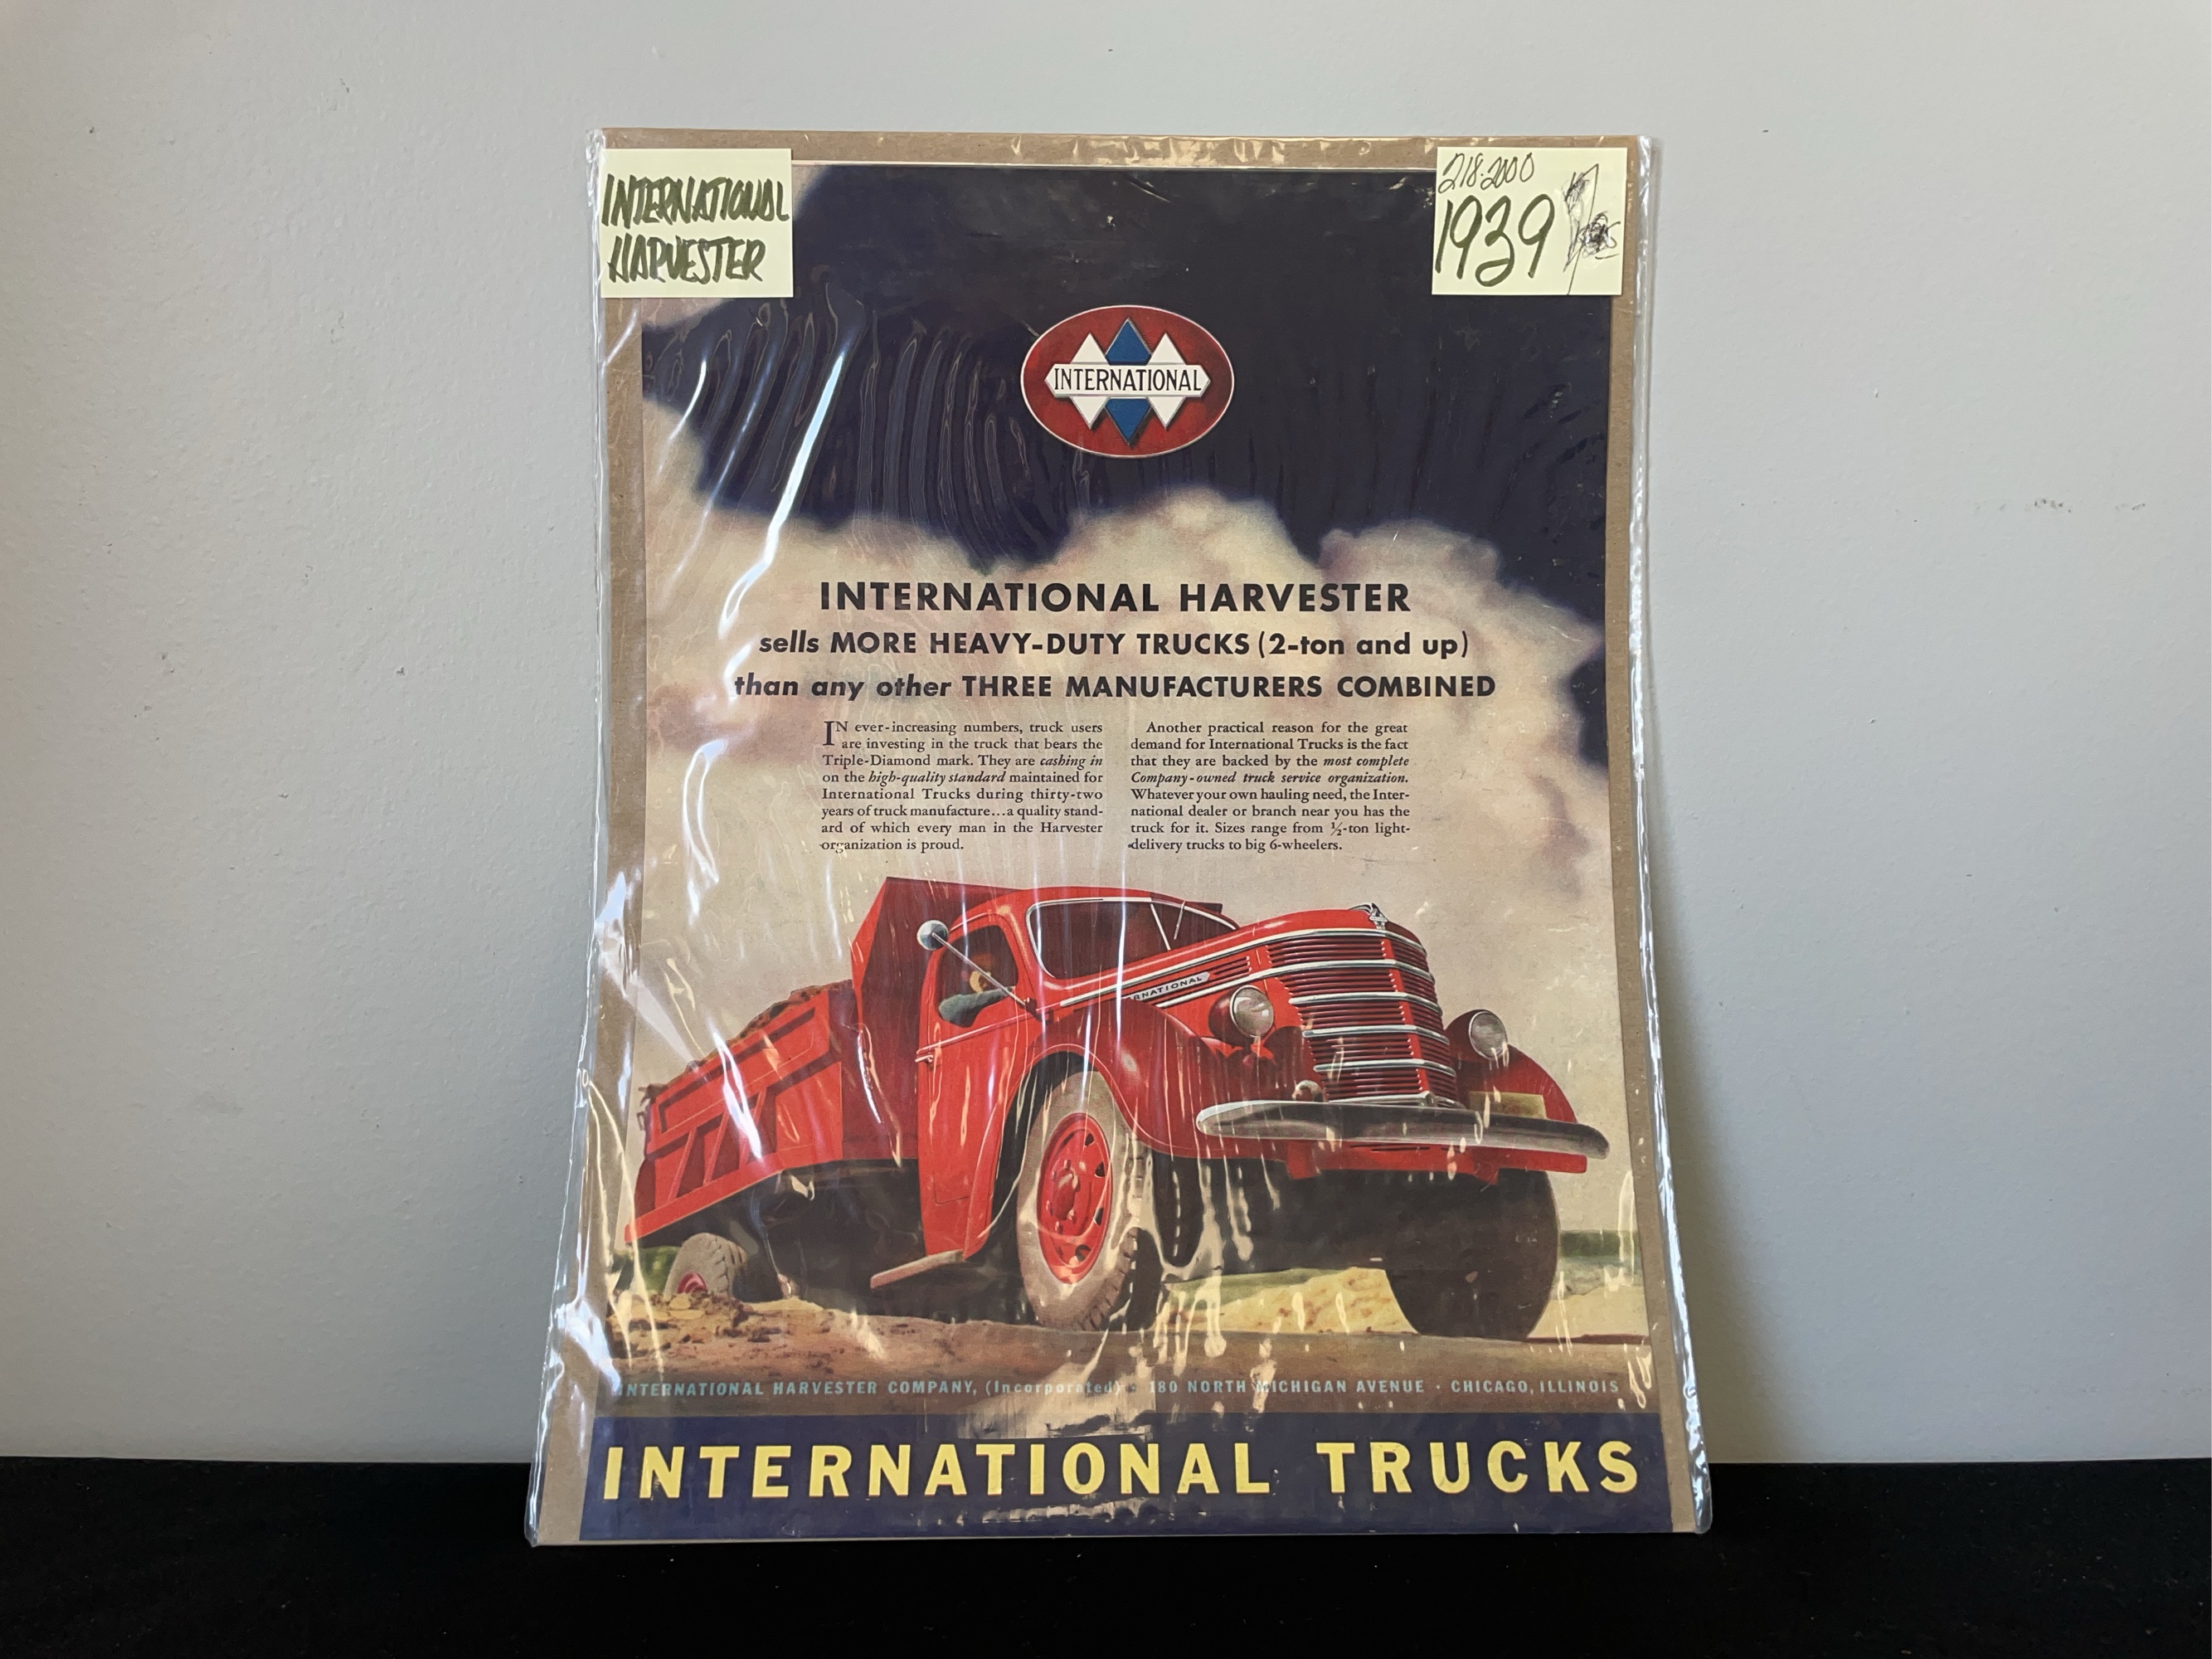 INTERNATIONAL
HARVESTER
218-2000
1939
INTERNATIONAL
INTERNATIONAL HARVESTER
sells MORE HEAVY-DUTY TRUCKS (2-ton and up)
than any other THREE MANUFACTURERS COMBINED
IN ever-increasing numbers, truck users
are investing in the truck that bears the
Triple-Diamond mark. They are cashing in
on the high-quality standard maintained for
International Trucks during thirty-two
years of truck manufacture...a quality stand-
ard of which every man in the Harvester
organization is proud.
Another practical reason for the great
demand for International Trucks is the fact
that they are backed by the most complete
Company-owned truck service organization.
Whatever your own hauling need, the Inter-
national dealer or branch near you has the
truck for it. Sizes range from ½-ton light-
delivery trucks to big 6-wheelers.
RNATIONAL
INTERNATIONAL HARVESTER COMPANY, (Incorporated) · 180 NORTH MICHIGAN AVENUE · CHICAGO, ILLINOIS
INTERNATIONAL TRUCKS